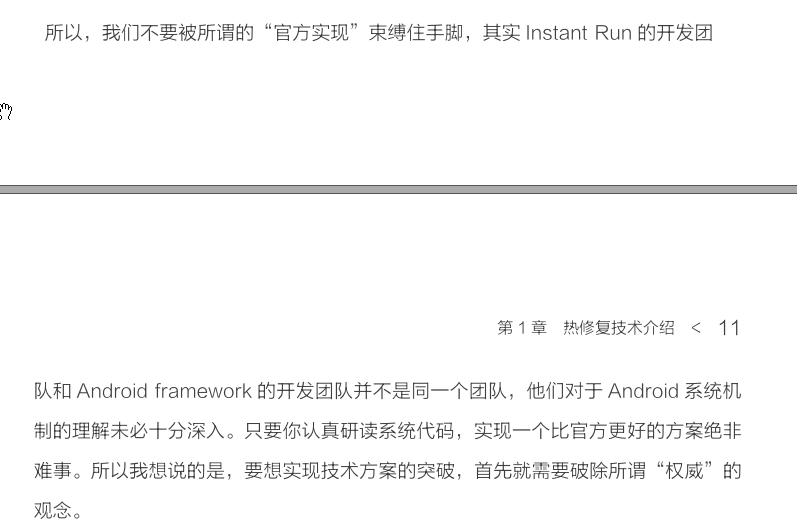 所以，我们不要被所谓的“官方实现”束缚住手脚，其实 Instant Run 的开发团
第 1 章　热修复技术介绍　<　11
队和 Android framework 的开发团队并不是同一个团队，他们对于 Android 系统机
制的理解未必十分深入。只要你认真研读系统代码，实现一个比官方更好的方案绝非
难事。所以我想说的是，要想实现技术方案的突破，首先就需要破除所谓“权威”的
观念。